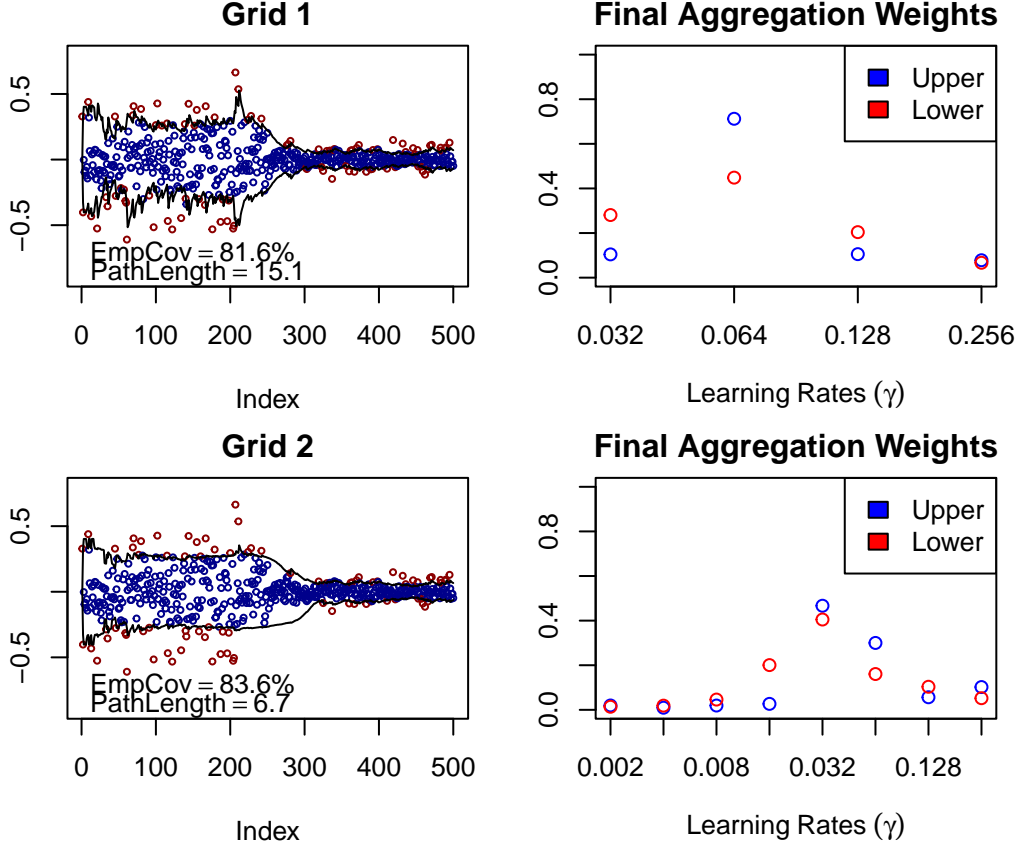 Grid 1
0.5
−0.5
EmpCov = 81.6%
PathLength = 15.1
0 100 200 300 400 500
Index
Final Aggregation Weights
Upper
Lower
0.8
0.4
0.0
0.032 0.064 0.128 0.256
Learning Rates (γ)
Grid 2
0.5
−0.5
EmpCov = 83.6%
PathLength = 6.7
0 100 200 300 400 500
Index
Final Aggregation Weights
Upper
Lower
0.8
0.4
0.0
0.002 0.008 0.032 0.128
Learning Rates (γ)